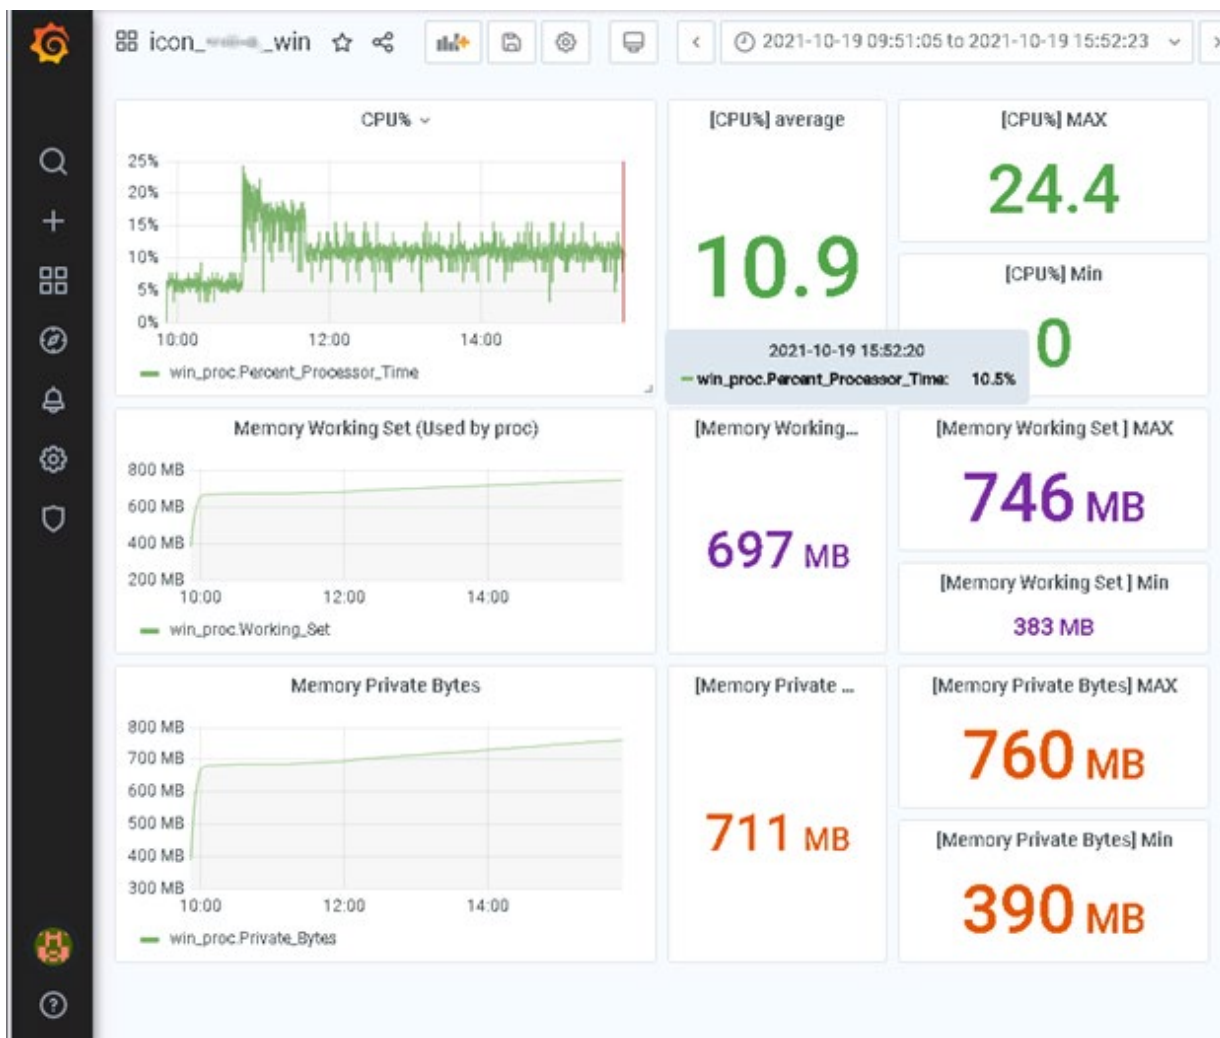 icon_ _win
2021-10-19 09:51:05 to 2021-10-19 15:52:23
CPU%
25%
20%
15%
10%
5%
0%
10:00 12:00 14:00
win_proc.Percent_Processor_Time
[CPU%] average
10.9
[CPU%] MAX
24.4
[CPU%] Min
0
2021-10-19 15:52:20
win_proc.Percent_Processor_Time: 10.5%
Memory Working Set (Used by proc)
800 MB
600 MB
400 MB
200 MB
10:00 12:00 14:00
win_proc.Working_Set
[Memory Working...
697 MB
[Memory Working Set ] MAX
746 MB
[Memory Working Set ] Min
383 MB
Memory Private Bytes
800 MB
700 MB
600 MB
500 MB
400 MB
300 MB
10:00 12:00 14:00
win_proc.Private_Bytes
[Memory Private ...
711 MB
[Memory Private Bytes] MAX
760 MB
[Memory Private Bytes] Min
390 MB